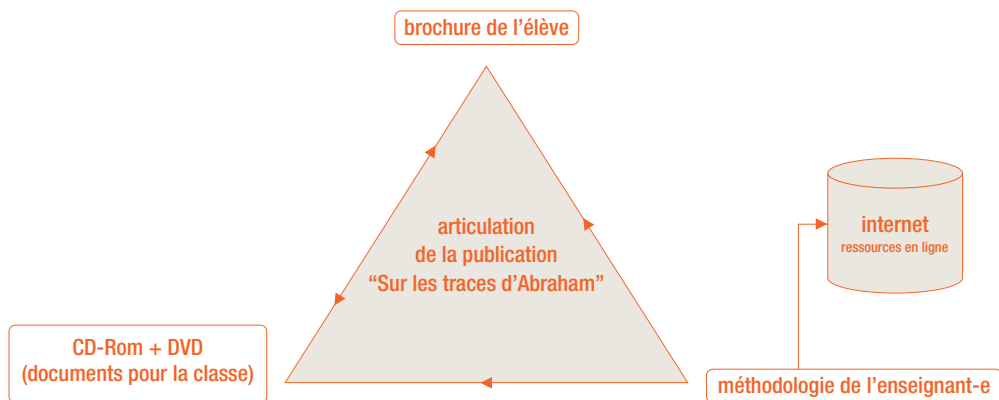 brochure de l’élève
articulation
de la publication
“Sur les traces d’Abraham”
internet
ressources en ligne
CD-Rom + DVD
(documents pour la classe)
méthodologie de l’enseignant-e